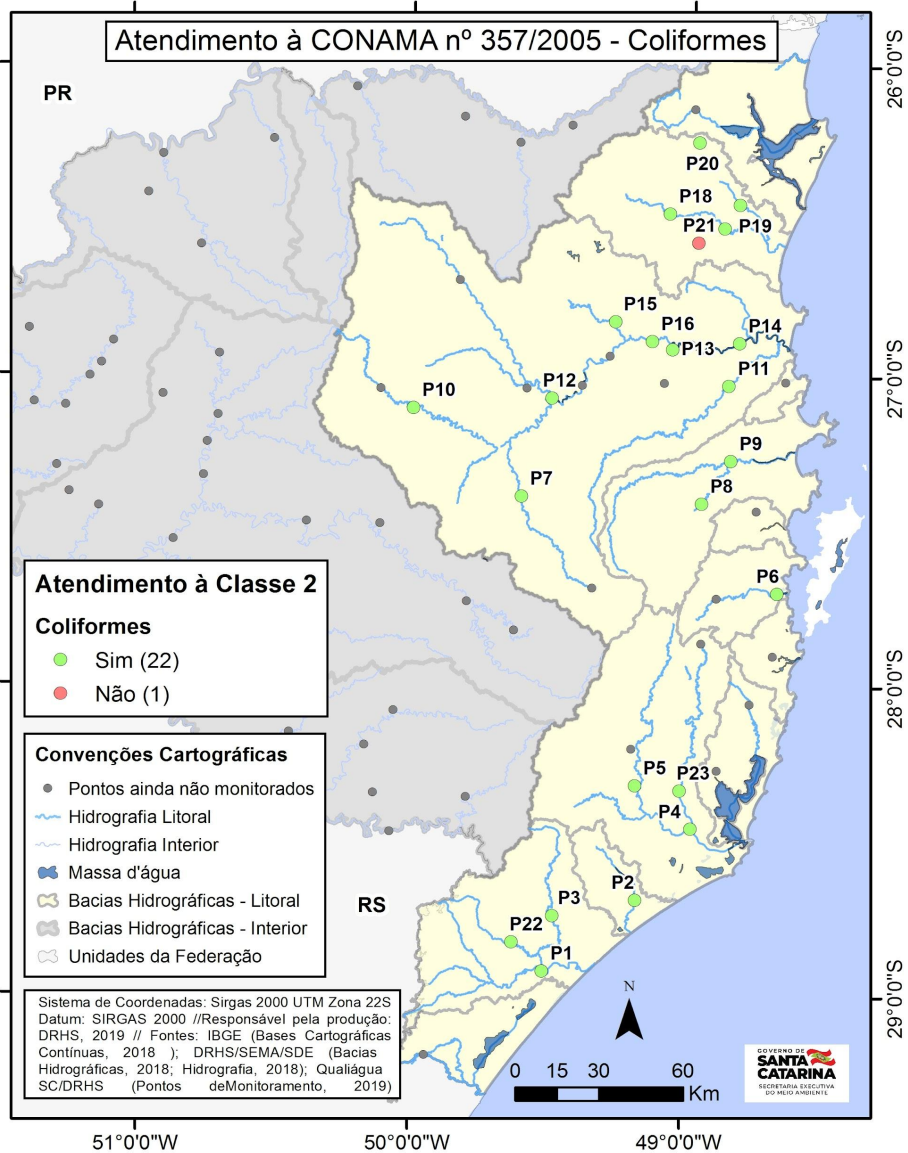 Atendimento à CONAMA nº 357/2005 - Coliformes
26°0'0"S
PR
P20
P18
P21
P19
P15
P16
P14
P13
P11
27°0'0"S
P12
P10
P9
P7
P8
Atendimento à Classe 2
Coliformes
Sim (22)
Não (1)
P6
28°0'0"S
Convenções Cartográficas
Pontos ainda não monitorados
Hidrografia Litoral
Hidrografia Interior
Massa d'água
Bacias Hidrográficas - Litoral
Bacias Hidrográficas - Interior
Unidades da Federação
P5
P23
P4
RS
P2
P3
P22
P1
29°0'0"S
Sistema de Coordenadas: Sirgas 2000 UTM Zona 22S
Datum: SIRGAS 2000 //Responsável pela produção:
DRHS, 2019 // Fontes: IBGE (Bases Cartográficas
Contínuas, 2018 ); DRHS/SEMA/SDE (Bacias
Hidrográficas, 2018; Hidrografia, 2018); Qualiágua
SC/DRHS (Pontos deMonitoramento, 2019)
N
0 15 30 60
Km
GOVERNO DE
SANTA
CATARINA
SECRETARIA EXECUTIVA
DO MEIO AMBIENTE
51°0'0"W
50°0'0"W
49°0'0"W